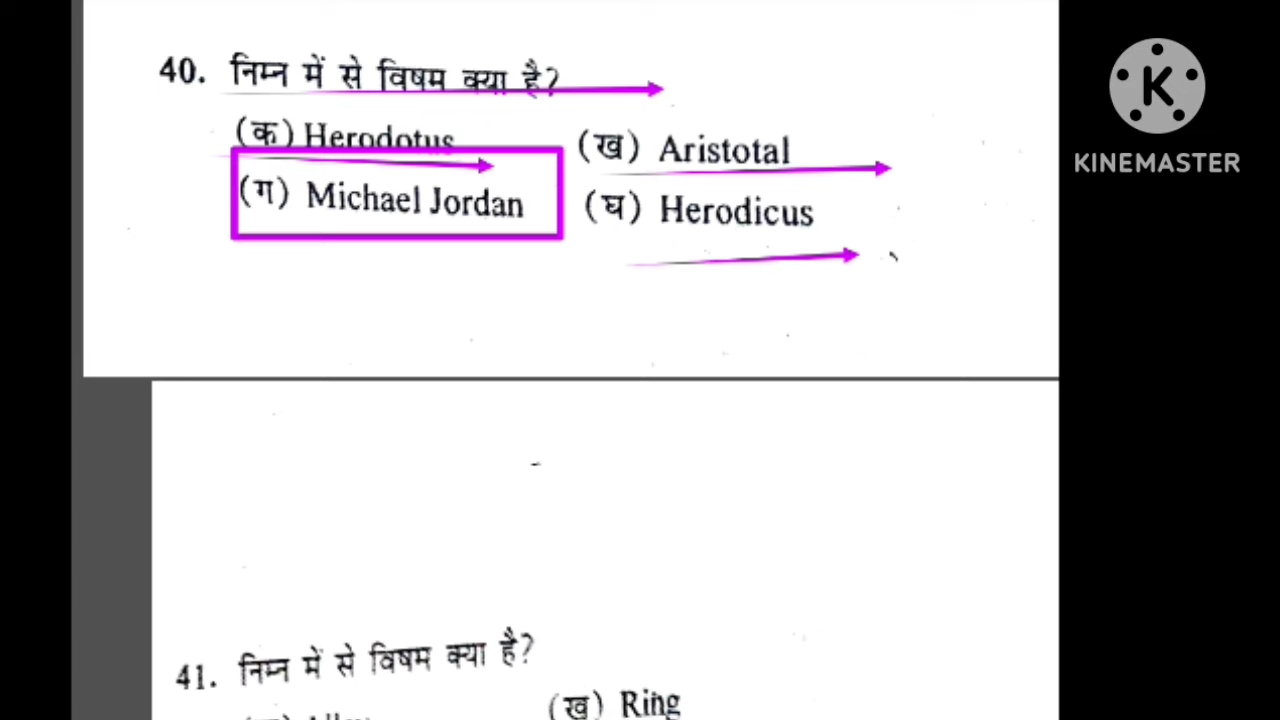 40. निम्न में से विषम क्या है?
(क) Herodotus (ख) Aristotal
(ग) Michael Jordan (घ) Herodicus
KINEMASTER
41. निम्न में से विषम क्या है?
(ख) Ring